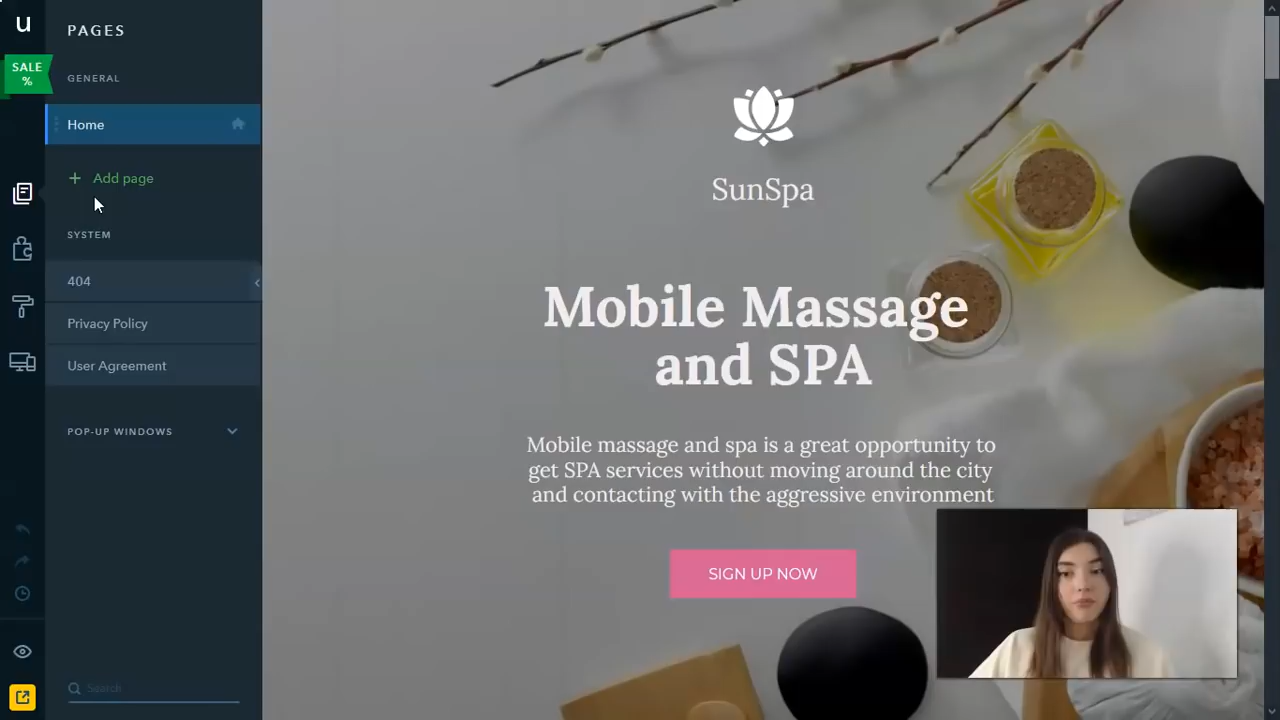 u
SALE
%
PAGES
GENERAL
Home
+ Add page
SYSTEM
404
Privacy Policy
User Agreement
POP-UP WINDOWS
Search
SunSpa
Mobile Massage
and SPA
Mobile massage and spa is a great opportunity to
get SPA services without moving around the city
and contacting with the aggressive environment
SIGN UP NOW